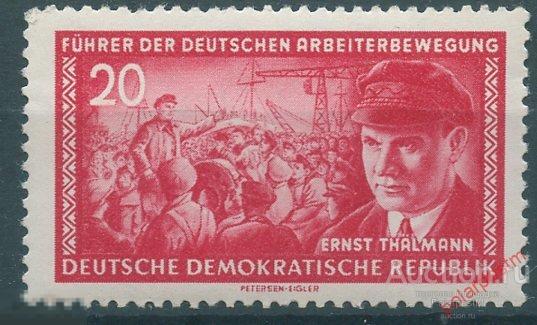 FÜHRER DER DEUTSCHEN ARBEITERBEWEGUNG
20
ERNST THÄLMANN
DEUTSCHE DEMOKRATISCHE REPUBLIK
PETERSEN-EIGLER